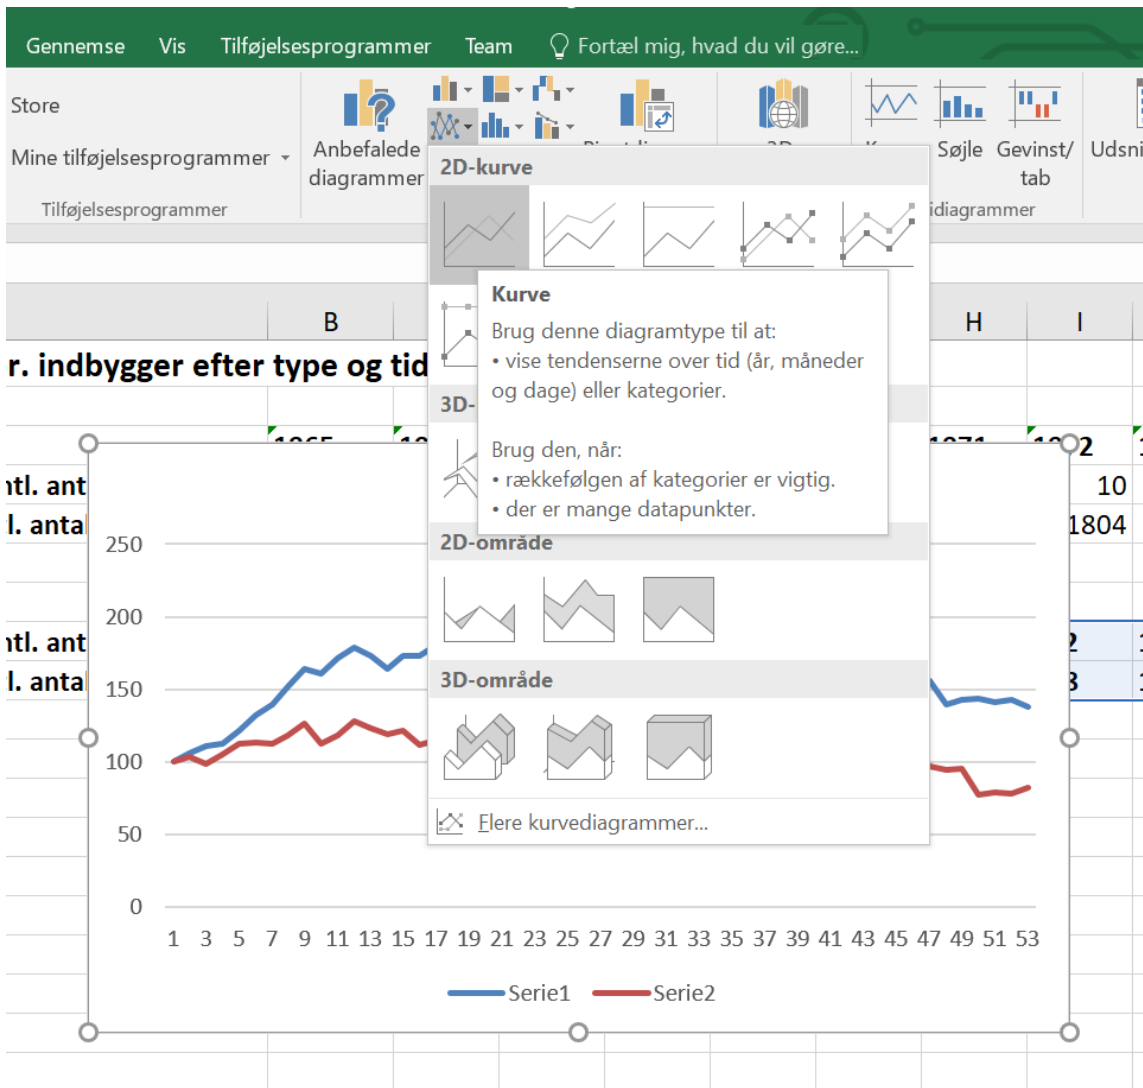 Gennemse Vis Tilføjelsesprogrammer Team Fortæl mig, hvad du vil gøre...
Store
Mine tilføjelsesprogrammer
Anbefalede
diagrammer
Søjle Gevinst/
tab
Tilføjelsesprogrammer
idiagrammer
2D-kurve
Kurve
Brug denne diagramtype til at:
• vise tendenserne over tid (år, måneder
og dage) eller kategorier.
Brug den, når:
• rækkefølgen af kategorier er vigtig.
• der er mange datapunkter.
3D-
2D-område
3D-område
Flere kurvediagrammer...
B H I
r. indbygger efter type og tid
10
1804
ntl. ant
l. antal
250
200
150
100
50
0
1 3 5 7 9 11 13 15 17 19 21 23 25 27 29 31 33 35 37 39 41 43 45 47 49 51 53
Serie1 Serie2